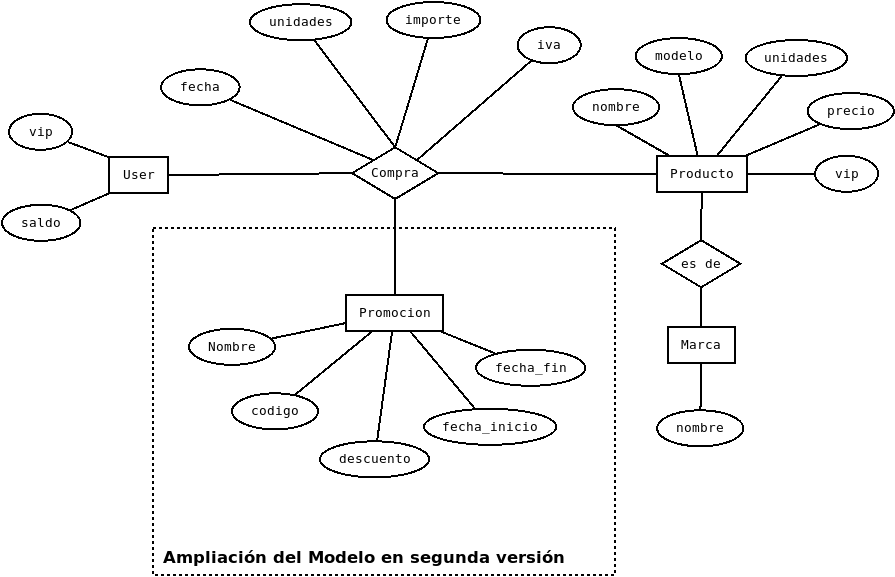 unidades
importe
iva
fecha
modelo
unidades
nombre
precio
vip
User
saldo
Compra
Producto
vip
es de
Promocion
Nombre
codigo
descuento
fecha_inicio
fecha_fin
Marca
nombre
Ampliación del Modelo en segunda versión